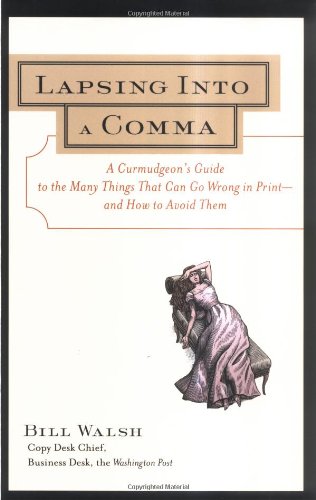 LAPSING INTO
A COMMA
A Curmudgeon's Guide
to the Many Things That Can Go Wrong in Print—
and How to Avoid Them
BILL WALSH
Copy Desk Chief,
Business Desk, the Washington Post